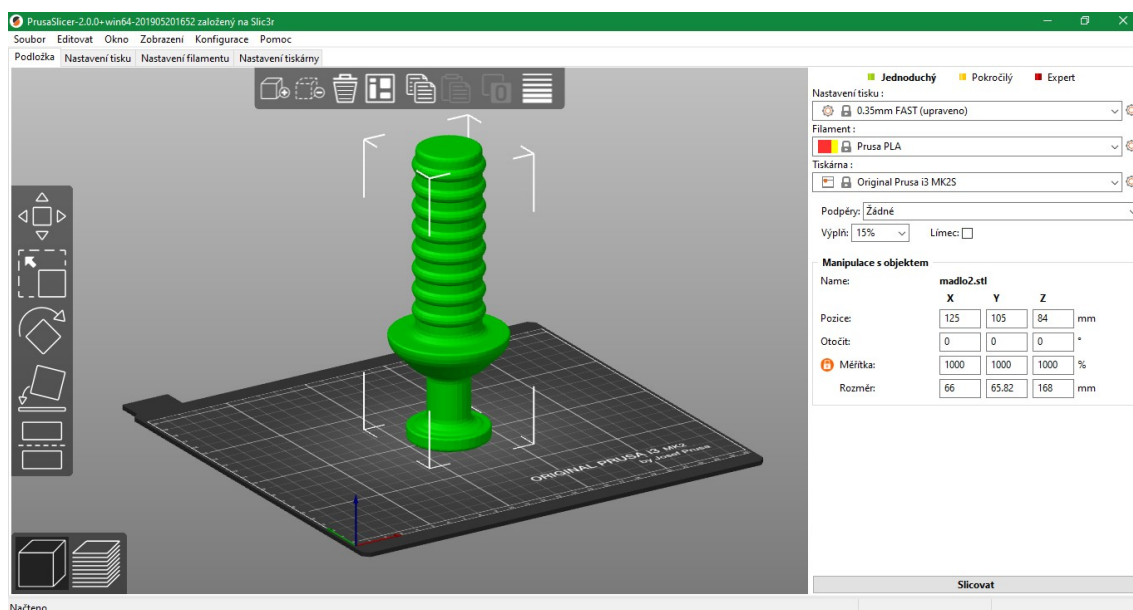 PrusaSlicer-2.0.0+win64-201905201652 založený na Slic3r
Soubor Editovat Okno Zobrazení Konfigurace Pomoc
Podložka Nastavení tisku Nastavení filamentu Nastavení tiskárny
Jednoduchý Pokročilý Expert
Nastavení tisku :
0.35mm FAST (upraveno)
Filament :
Prusa PLA
Tiskárna :
Original Prusa i3 MK2S
Podpěry: Žádné
Výplň: 15% Límec:
Manipulace s objektem
Name: madlo2.stl
X Y Z
Pozice: 125 105 84 mm
Otočit: 0 0 0 °
Měřítka: 1000 1000 1000 %
Rozměr: 66 65.82 168 mm
ORIGINAL PRUSA i3 MK2
by Josef Prusa
Slicovat
Načteno